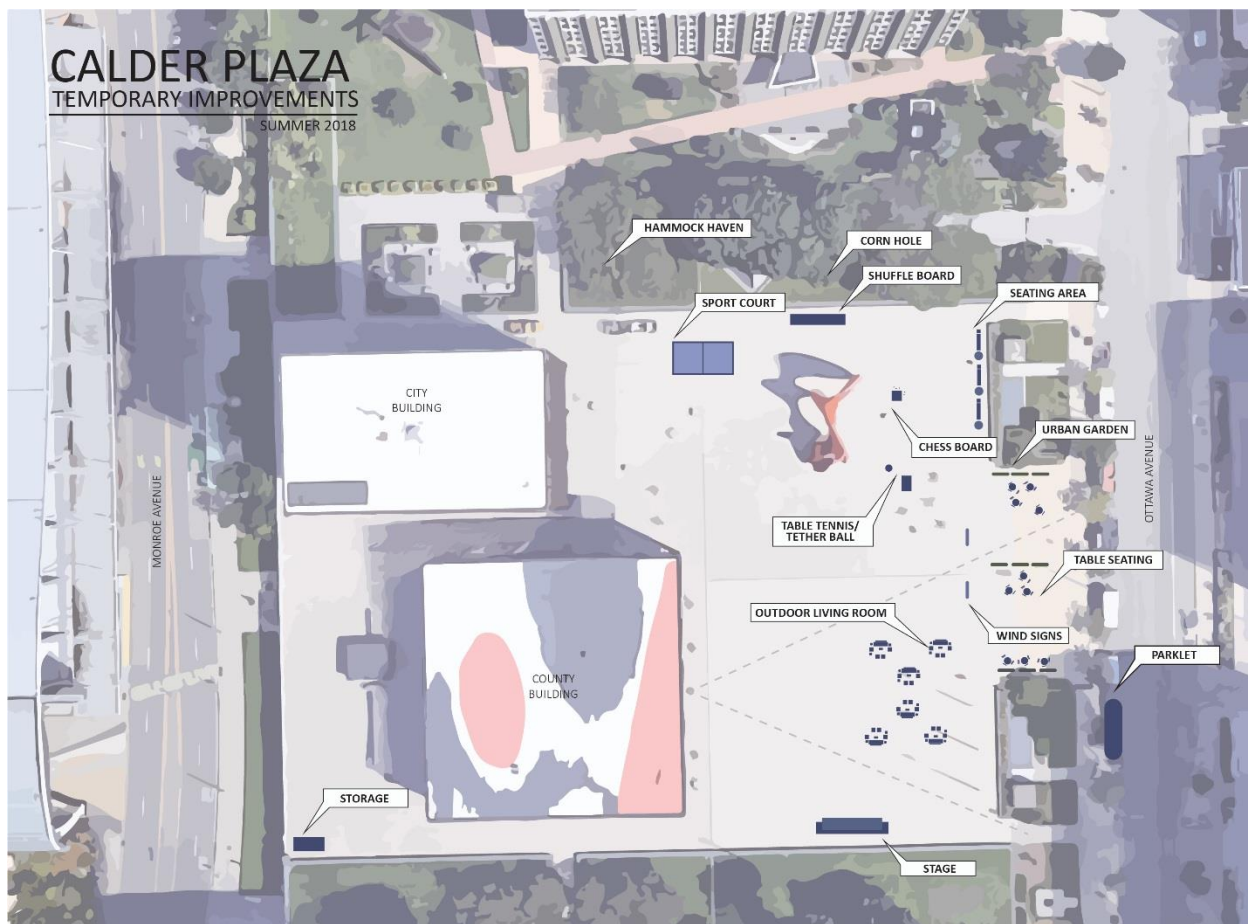 CALDER PLAZA
TEMPORARY IMPROVEMENTS
SUMMER 2018
HAMMOCK HAVEN
CORN HOLE
SHUFFLE BOARD
SEATING AREA
SPORT COURT
CITY
BUILDING
URBAN GARDEN
CHESS BOARD
MONROE AVENUE
OTTAWA AVENUE
TABLE TENNIS/
TETHER BALL
TABLE SEATING
OUTDOOR LIVING ROOM
WIND SIGNS
PARKLET
COUNTY
BUILDING
STORAGE
STAGE